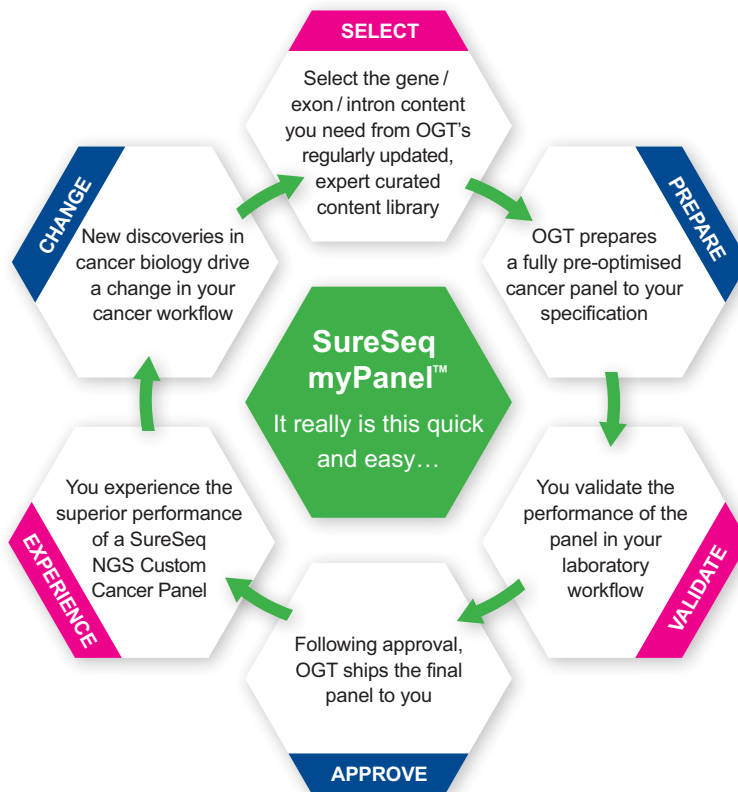 SELECT
Select the gene / 
exon / intron content
you need from OGT's
regularly updated,
expert curated
content library
PREPARE
OGT prepares
a fully pre-optimised
cancer panel to your
specification
VALIDATE
You validate the
performance of the
panel in your
laboratory
workflow
APPROVE
Following approval,
OGT ships the final
panel to you
EXPERIENCE
You experience the
superior performance
of a SureSeq
NGS Custom
Cancer Panel
CHANGE
New discoveries in
cancer biology drive
a change in your
cancer workflow
SureSeq
myPanel™
It really is this quick
and easy…